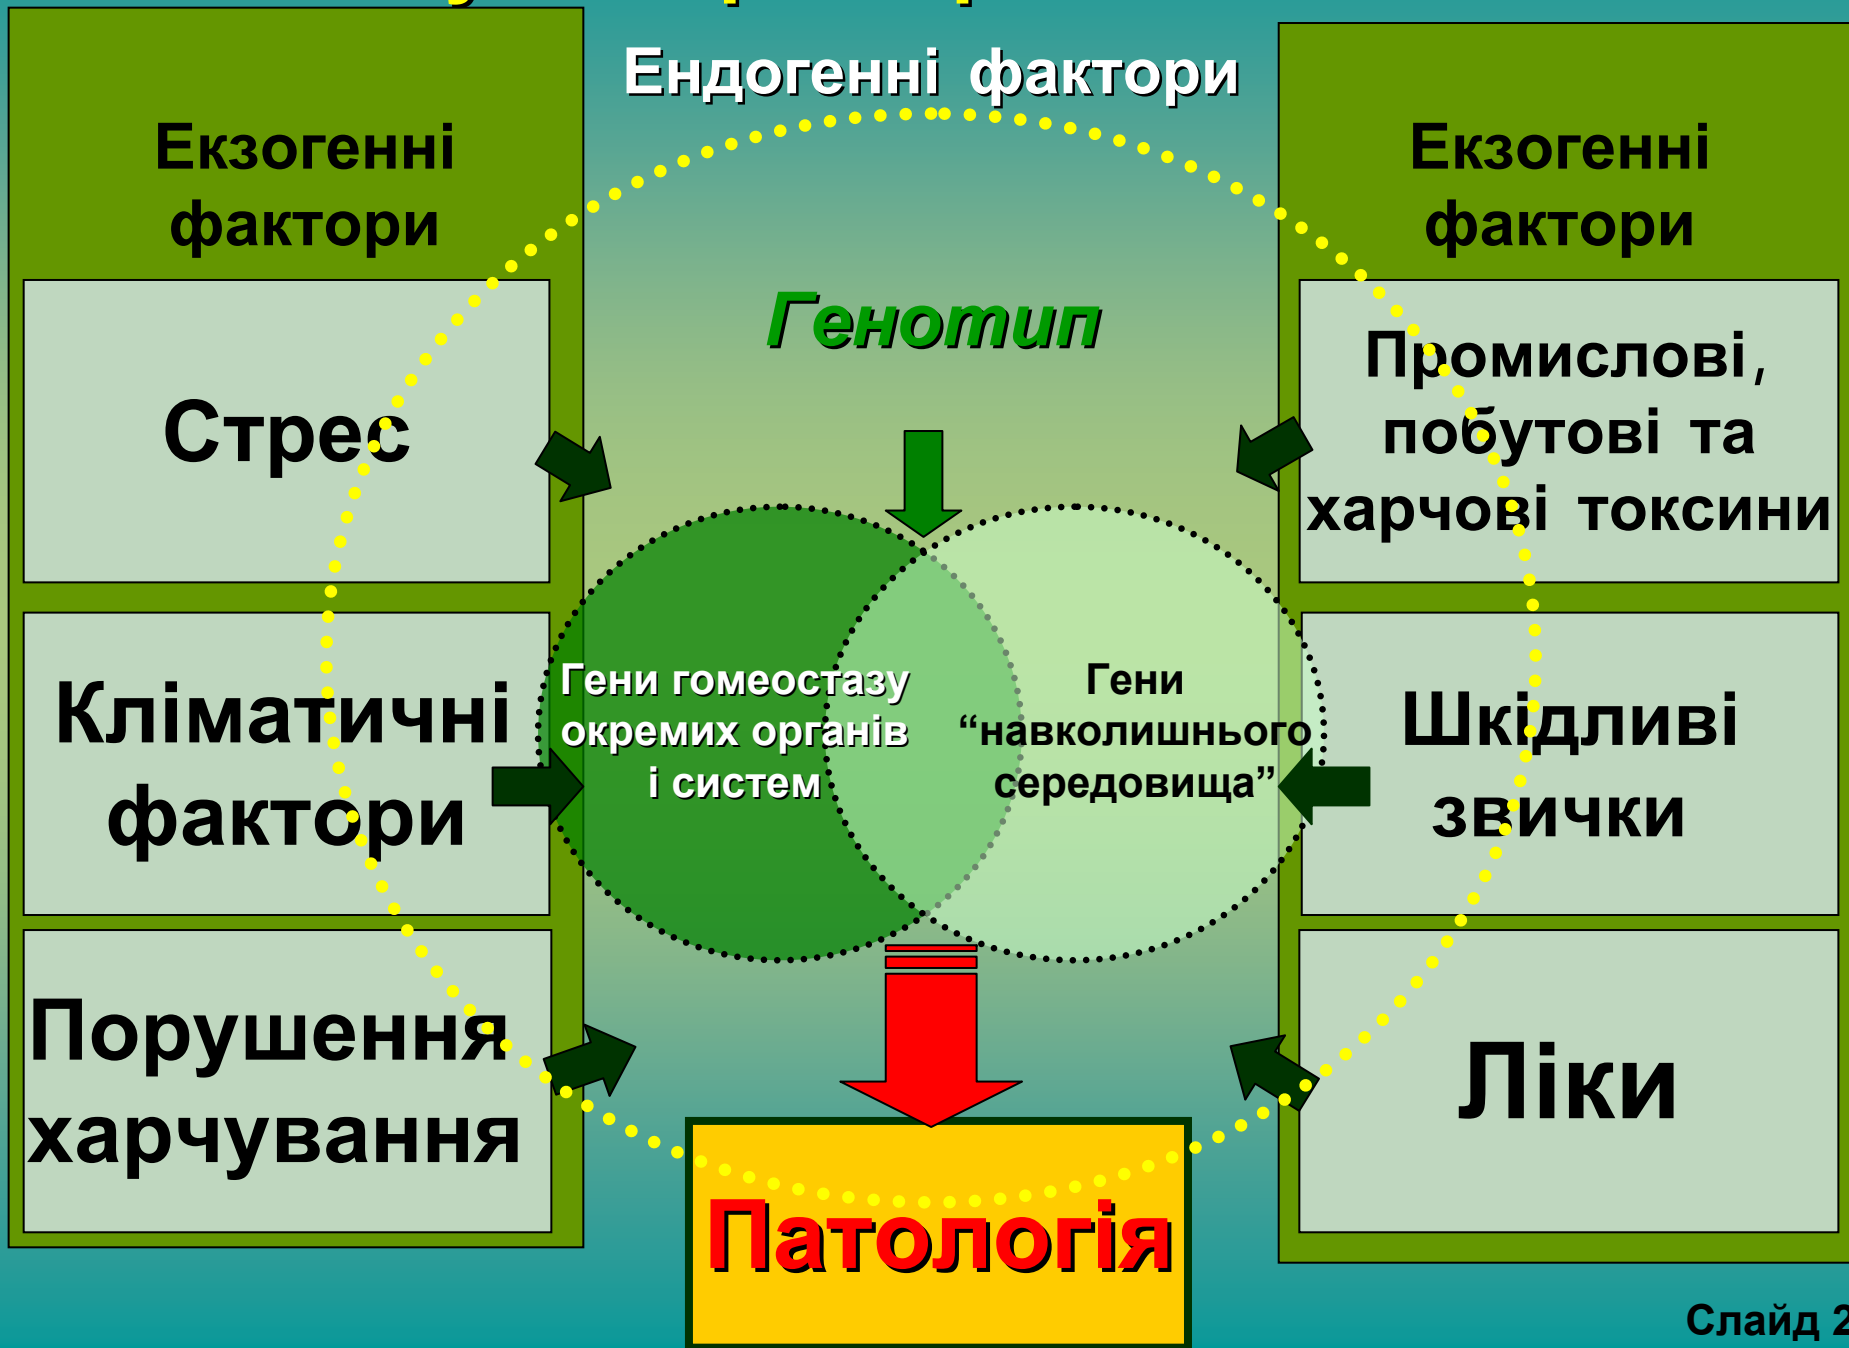 Ендогенні фактори
Екзогенні
фактори
Стрес
Кліматичні
фактори
Порушення
харчування
Генотип
Гени гомеостазу
окремих органів
і систем
Гени
“навколишнього
середовища”
Патологія
Екзогенні
фактори
Промислові,
побутові та
харчові токсини
Шкідливі
звички
Ліки
Слайд 2